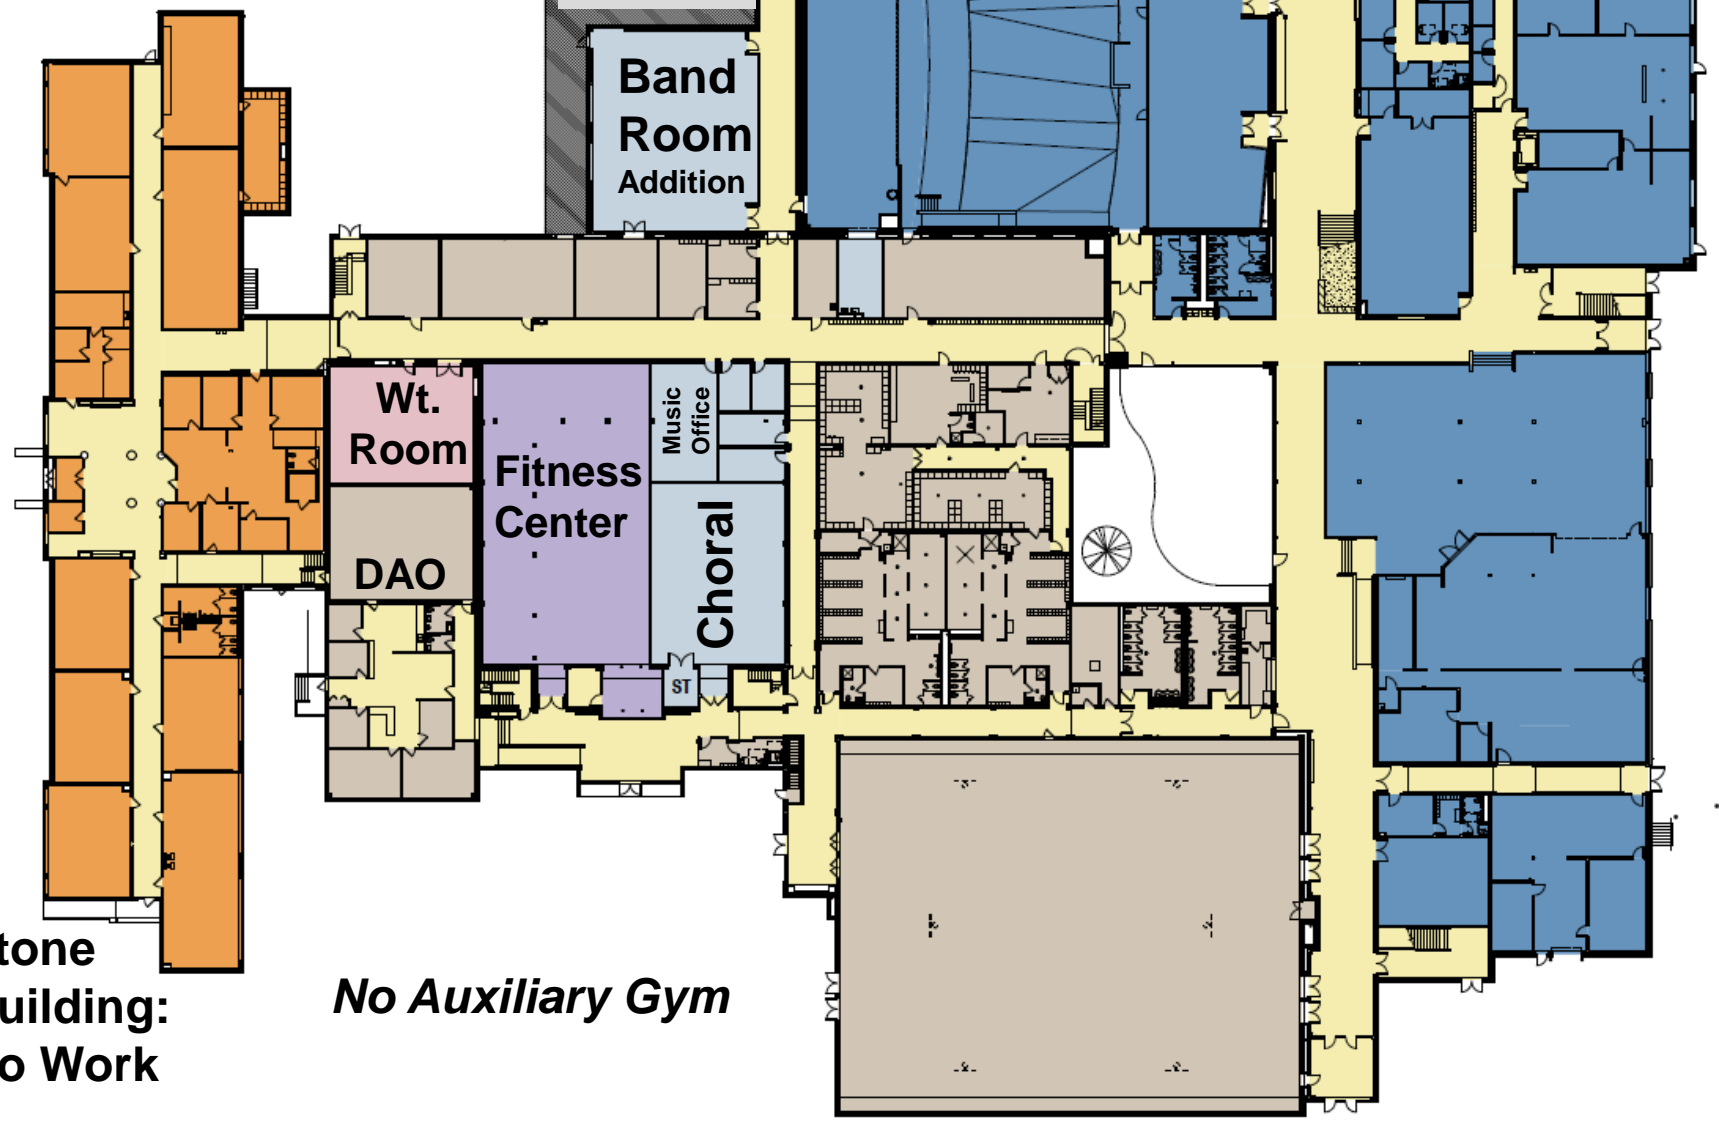 Band
Room
Addition
Wt.
Room
Music
Office
Fitness
Center
Choral
DAO
ST
tone
uilding:
o Work
No Auxiliary Gym